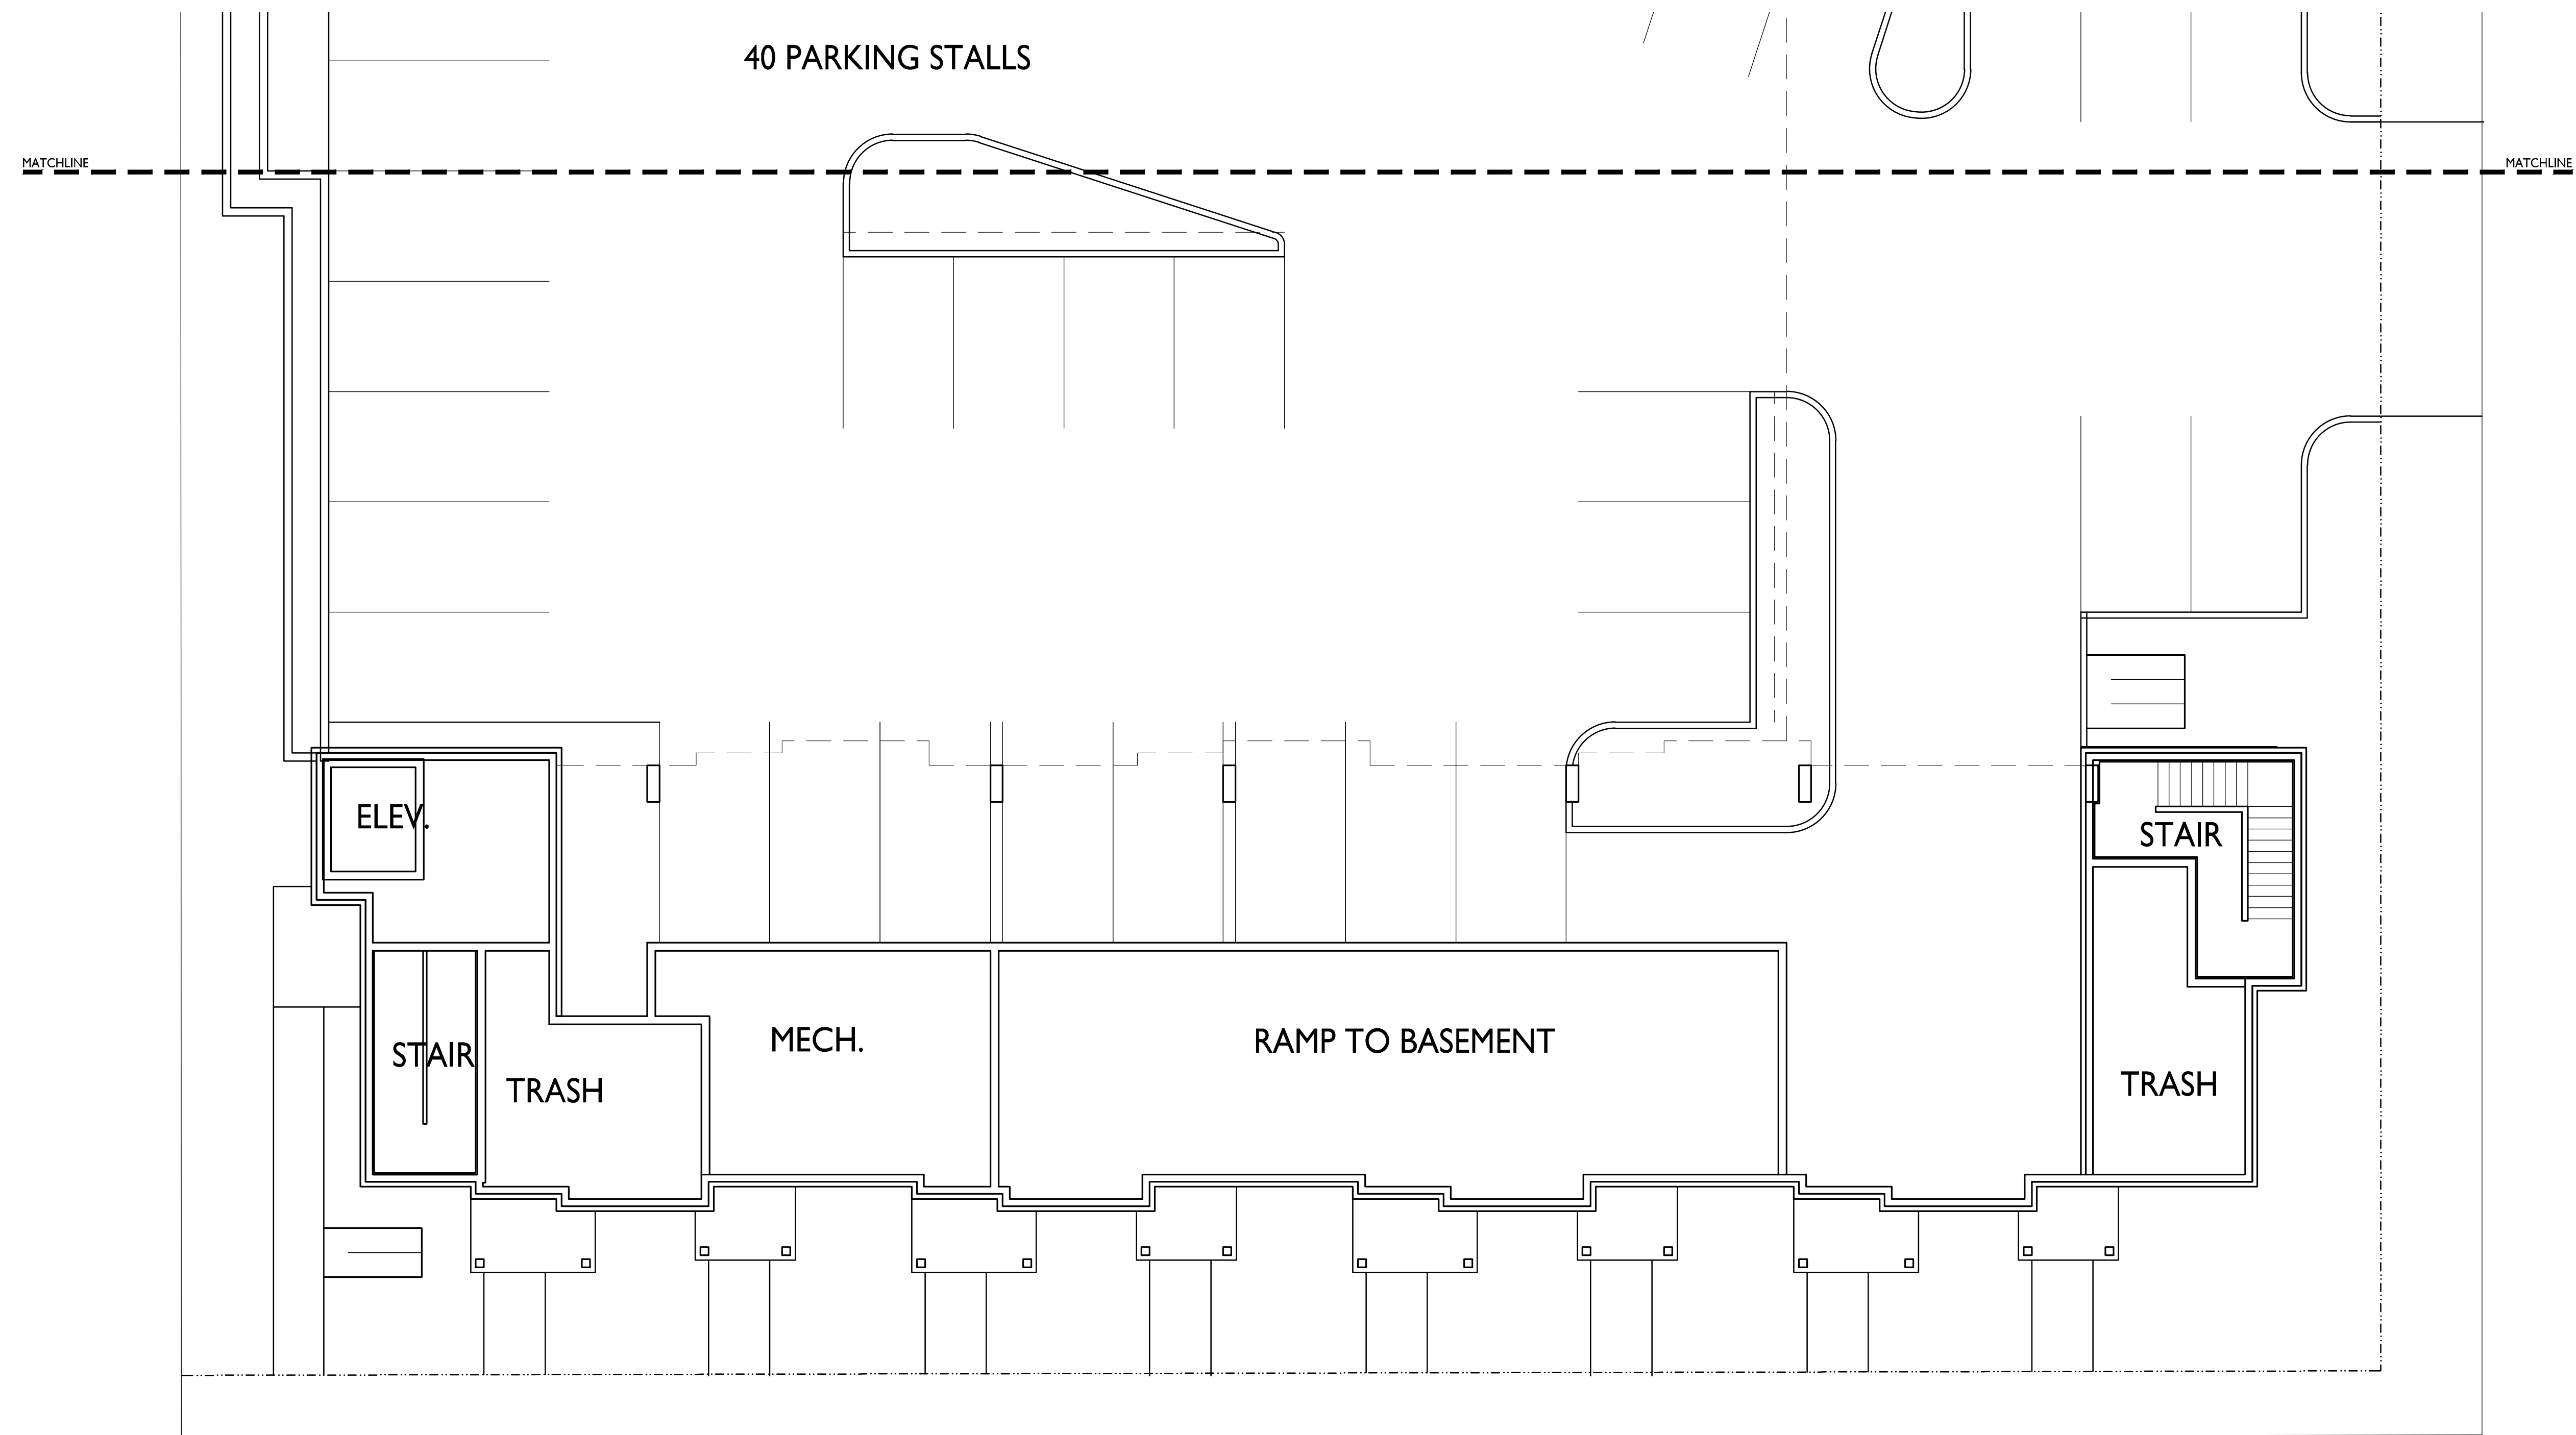 40 PARKING STALLS
MATCHLINE
MATCHLINE
ELEV.
STAIR
STAIR
TRASH
MECH.
RAMP TO BASEMENT
TRASH